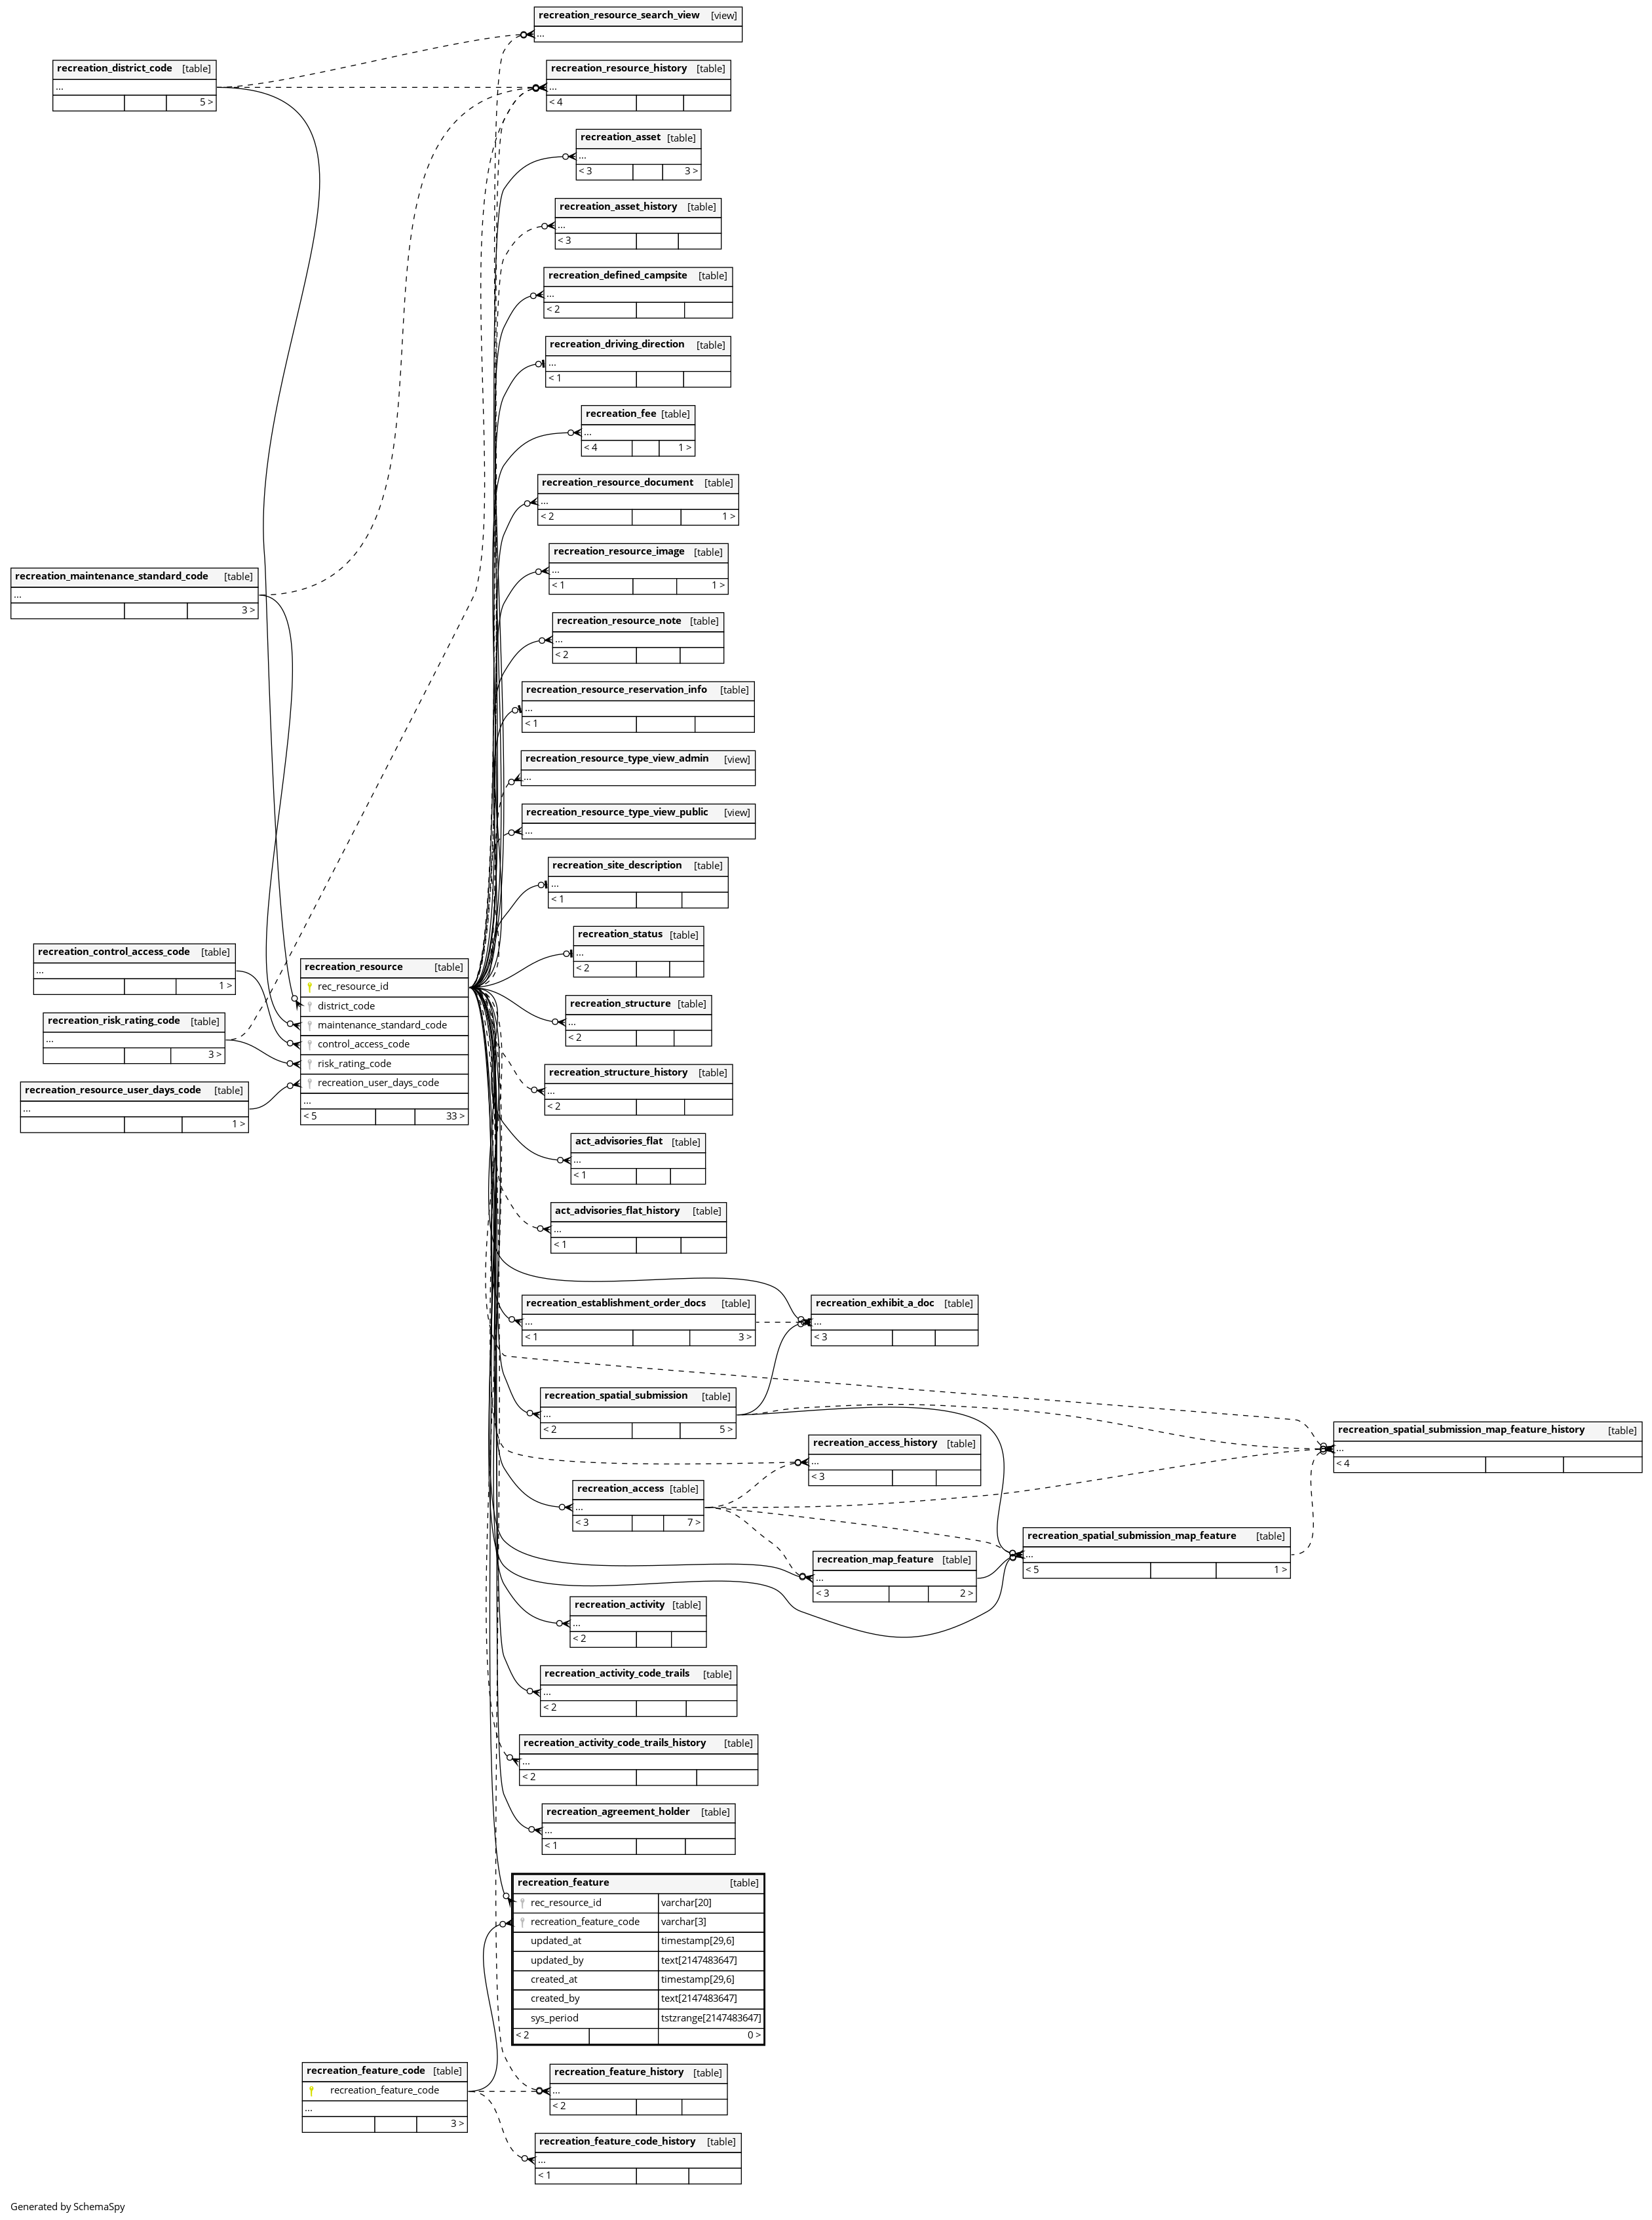 recreation_resource_search_view [view]
...
recreation_district_code [table]
...
5 >
recreation_resource_history [table]
...
< 4
recreation_asset [table]
...
< 3 3 >
recreation_asset_history [table]
...
< 3
recreation_defined_campsite [table]
...
< 2
recreation_driving_direction [table]
...
< 1
recreation_fee [table]
...
< 4 1 >
recreation_resource_document [table]
...
< 2 1 >
recreation_resource_image [table]
...
< 1 1 >
recreation_maintenance_standard_code [table]
...
3 >
recreation_resource_note [table]
...
< 2
recreation_resource_reservation_info [table]
...
< 1
recreation_resource_type_view_admin [view]
...
recreation_resource_type_view_public [view]
...
recreation_site_description [table]
...
< 1
recreation_status [table]
...
< 2
recreation_control_access_code [table]
...
1 >
recreation_risk_rating_code [table]
...
3 >
recreation_resource_user_days_code [table]
...
1 >
recreation_resource [table]
rec_resource_id
district_code
maintenance_standard_code
control_access_code
risk_rating_code
recreation_user_days_code
...
< 5 33 >
recreation_structure [table]
...
< 2
recreation_structure_history [table]
...
< 2
act_advisories_flat [table]
...
< 1
act_advisories_flat_history [table]
...
< 1
recreation_establishment_order_docs [table]
...
< 1 3 >
recreation_exhibit_a_doc [table]
...
< 3
recreation_spatial_submission [table]
...
< 2 5 >
recreation_spatial_submission_map_feature_history [table]
...
< 4
recreation_access_history [table]
...
< 3
recreation_access [table]
...
< 3 7 >
recreation_spatial_submission_map_feature [table]
...
< 5 1 >
recreation_map_feature [table]
...
< 3 2 >
recreation_activity [table]
...
< 2
recreation_activity_code_trails [table]
...
< 2
recreation_activity_code_trails_history [table]
...
< 2
recreation_agreement_holder [table]
...
< 1
recreation_feature [table]
rec_resource_id varchar[20]
recreation_feature_code varchar[3]
updated_at timestamp[29,6]
updated_by text[2147483647]
created_at timestamp[29,6]
created_by text[2147483647]
sys_period tstzrange[2147483647]
< 2 0 >
recreation_feature_code [table]
recreation_feature_code
...
3 >
recreation_feature_history [table]
...
< 2
recreation_feature_code_history [table]
...
< 1
Generated by SchemaSpy